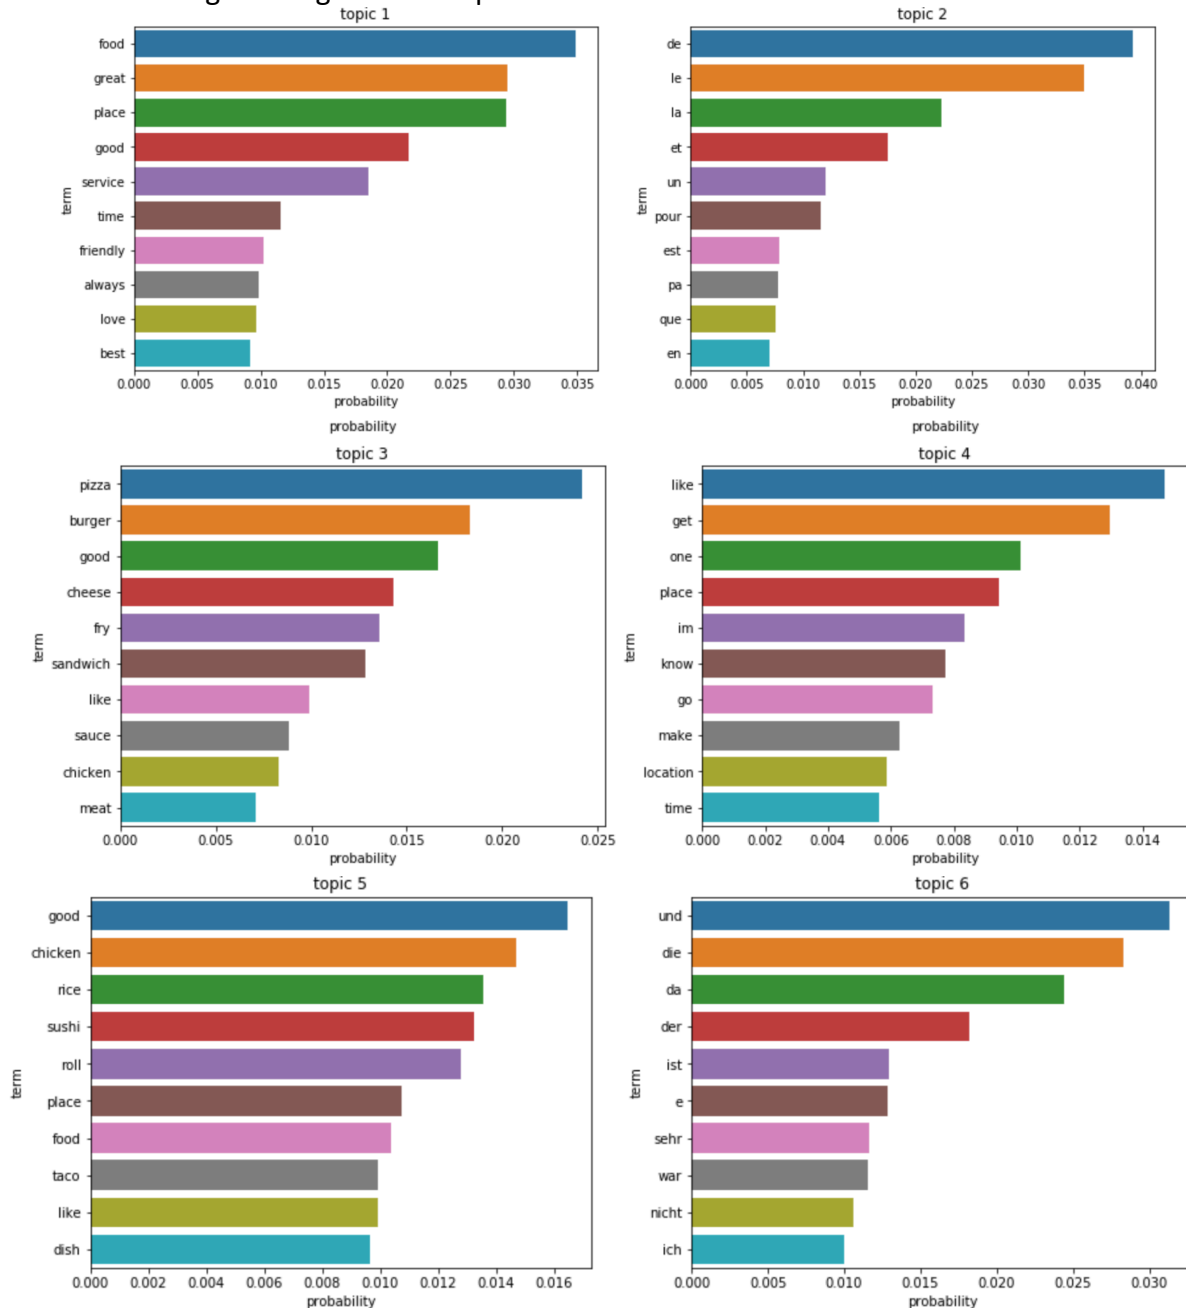 topic 1
food
great
place
good
service
time
friendly
always
love
best
term
0.000 0.005 0.010 0.015 0.020 0.025 0.030 0.035
probability
probability
topic 2
de
le
la
et
un
pour
est
pa
que
en
term
0.000 0.005 0.010 0.015 0.020 0.025 0.030 0.035 0.040
probability
probability
topic 3
pizza
burger
good
cheese
fry
sandwich
like
sauce
chicken
meat
term
0.000 0.005 0.010 0.015 0.020 0.025
probability
topic 4
like
get
one
place
im
know
go
make
location
time
term
0.000 0.002 0.004 0.006 0.008 0.010 0.012 0.014
probability
topic 5
good
chicken
rice
sushi
roll
place
food
taco
like
dish
term
0.000 0.002 0.004 0.006 0.008 0.010 0.012 0.014 0.016
probability
topic 6
und
die
da
der
ist
e
sehr
war
nicht
ich
term
0.000 0.005 0.010 0.015 0.020 0.025 0.030
probability